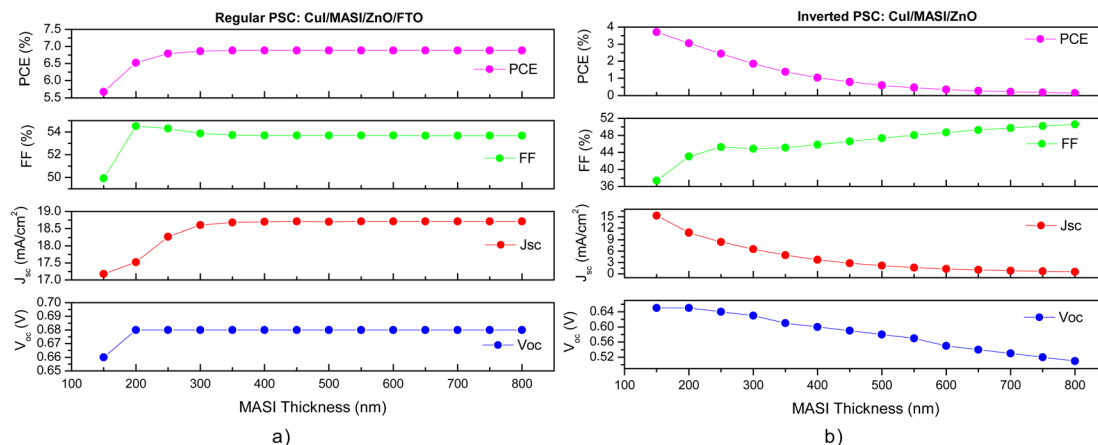 Regular PSC: CuI/MASI/ZnO/FTO
PCE (%)
7.0
6.5
6.0
5.5
PCE
FF (%)
54
52
50
FF
Jsc (mA/cm²)
19.0
18.5
18.0
17.5
17.0
Jsc
Voc (V)
0.70
0.69
0.68
0.67
0.66
0.65
Voc
100 200 300 400 500 600 700 800
MASI Thickness (nm)
a)
Inverted PSC: CuI/MASI/ZnO
PCE (%)
4
3
2
1
0
PCE
FF (%)
52
48
44
40
36
FF
Jsc (mA/cm²)
15
12
9
6
3
0
Jsc
Voc (V)
0.64
0.60
0.56
0.52
Voc
100 200 300 400 500 600 700 800
MASI Thickness (nm)
b)